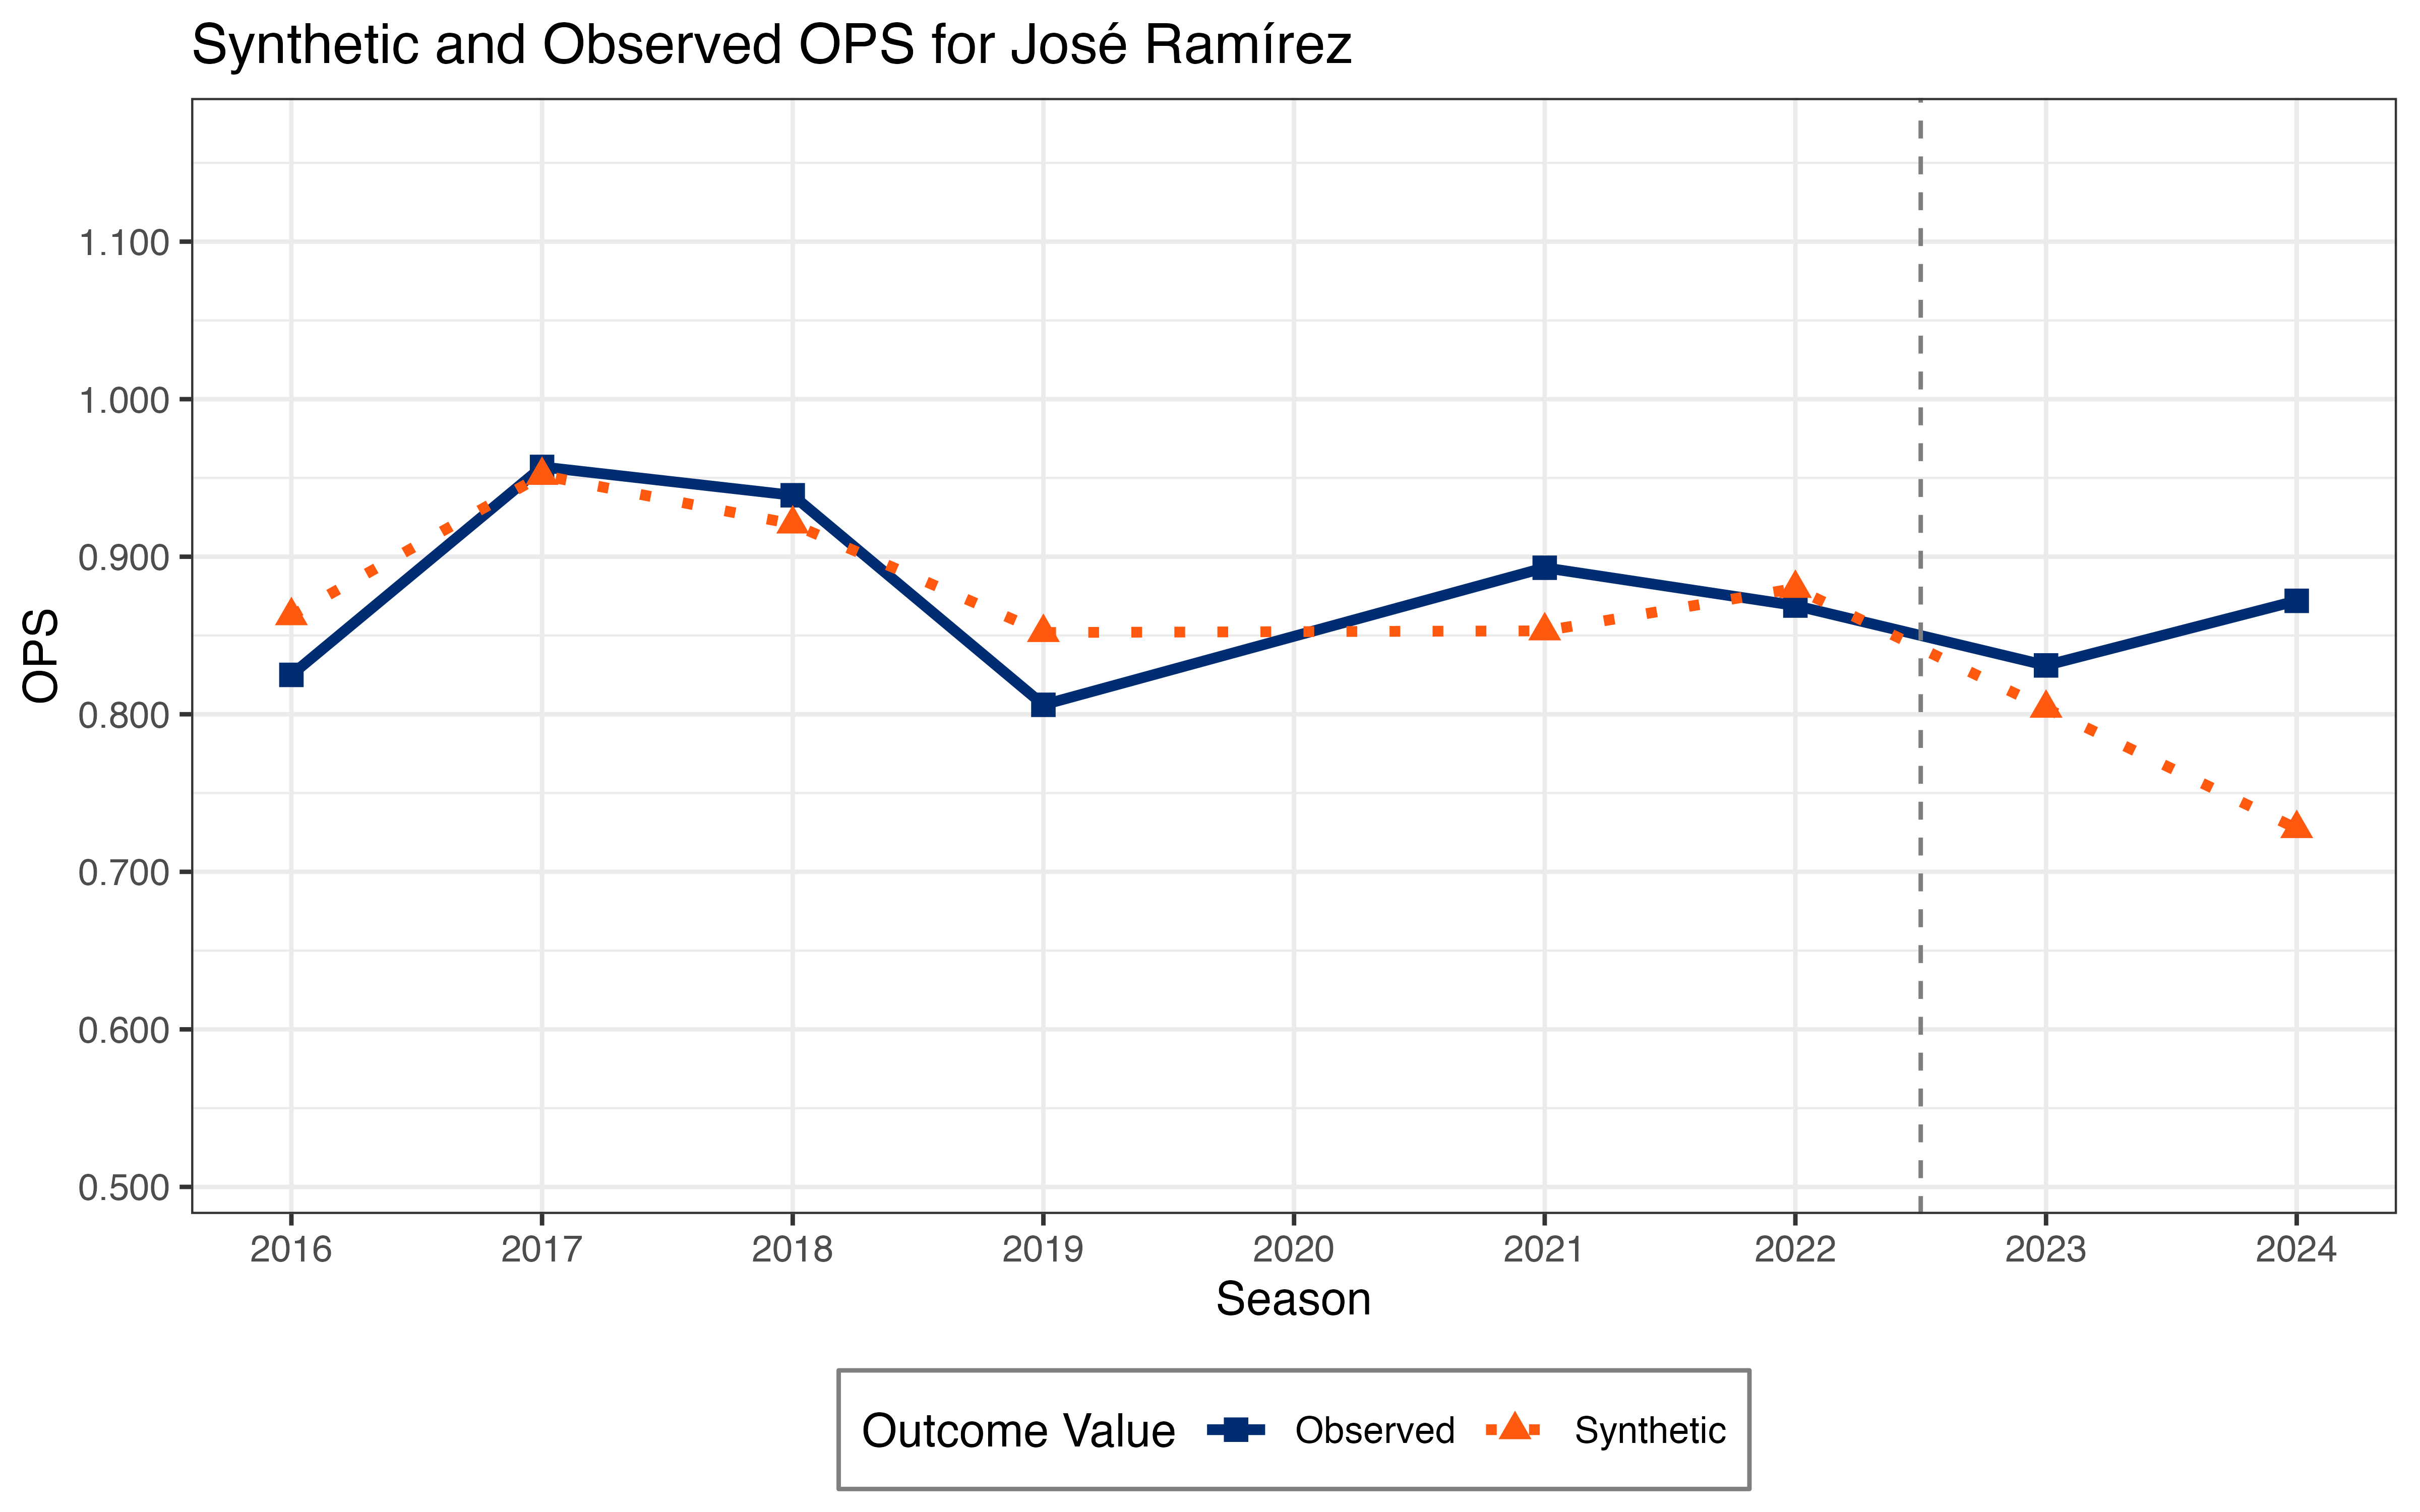 Synthetic and Observed OPS for José Ramírez
OPS
1.100
1.000
0.900
0.800
0.700
0.600
0.500
2016 2017 2018 2019 2020 2021 2022 2023 2024
Season
Outcome Value Observed Synthetic